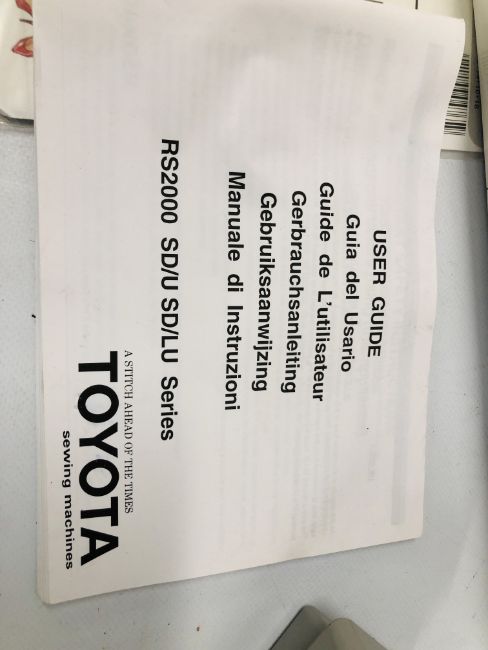 USER GUIDE
Guia del Usario
Guide de L'utilisateur
Gerbrauchsanleiting
Gebruiksaanwijzing
Manuale di Instruzioni
RS2000 SD/U SD/LU Series
A STITCH AHEAD OF THE TIMES
TOYOTA
sewing machines